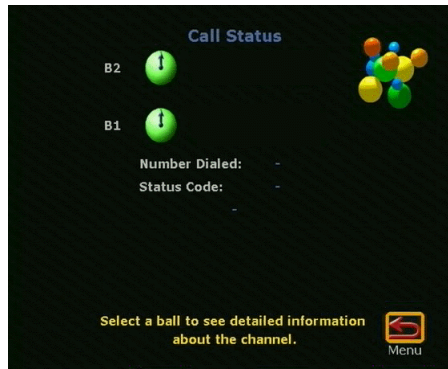 Call Status
B2
B1
Number Dialed: -
Status Code: -
-
Select a ball to see detailed information
about the channel.
Menu